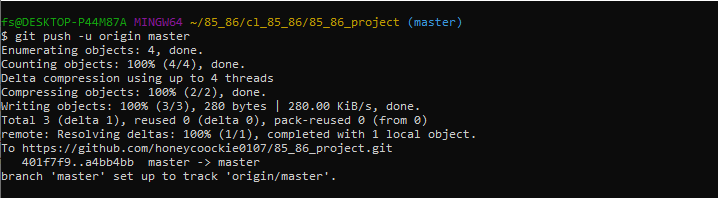 fs@DESKTOP-P44M87A MINGW64 ~/85_86/cl_85_86/85_86_project (master)
$ git push -u origin master
Enumerating objects: 4, done.
Counting objects: 100% (4/4), done.
Delta compression using up to 4 threads
Compressing objects: 100% (2/2), done.
Writing objects: 100% (3/3), 280 bytes | 280.00 KiB/s, done.
Total 3 (delta 1), reused 0 (delta 0), pack-reused 0 (from 0)
remote: Resolving deltas: 100% (1/1), completed with 1 local object.
To https://github.com/honeycoockie0107/85_86_project.git
   401f7f9..a4bb4bb  master -> master
branch 'master' set up to track 'origin/master'.